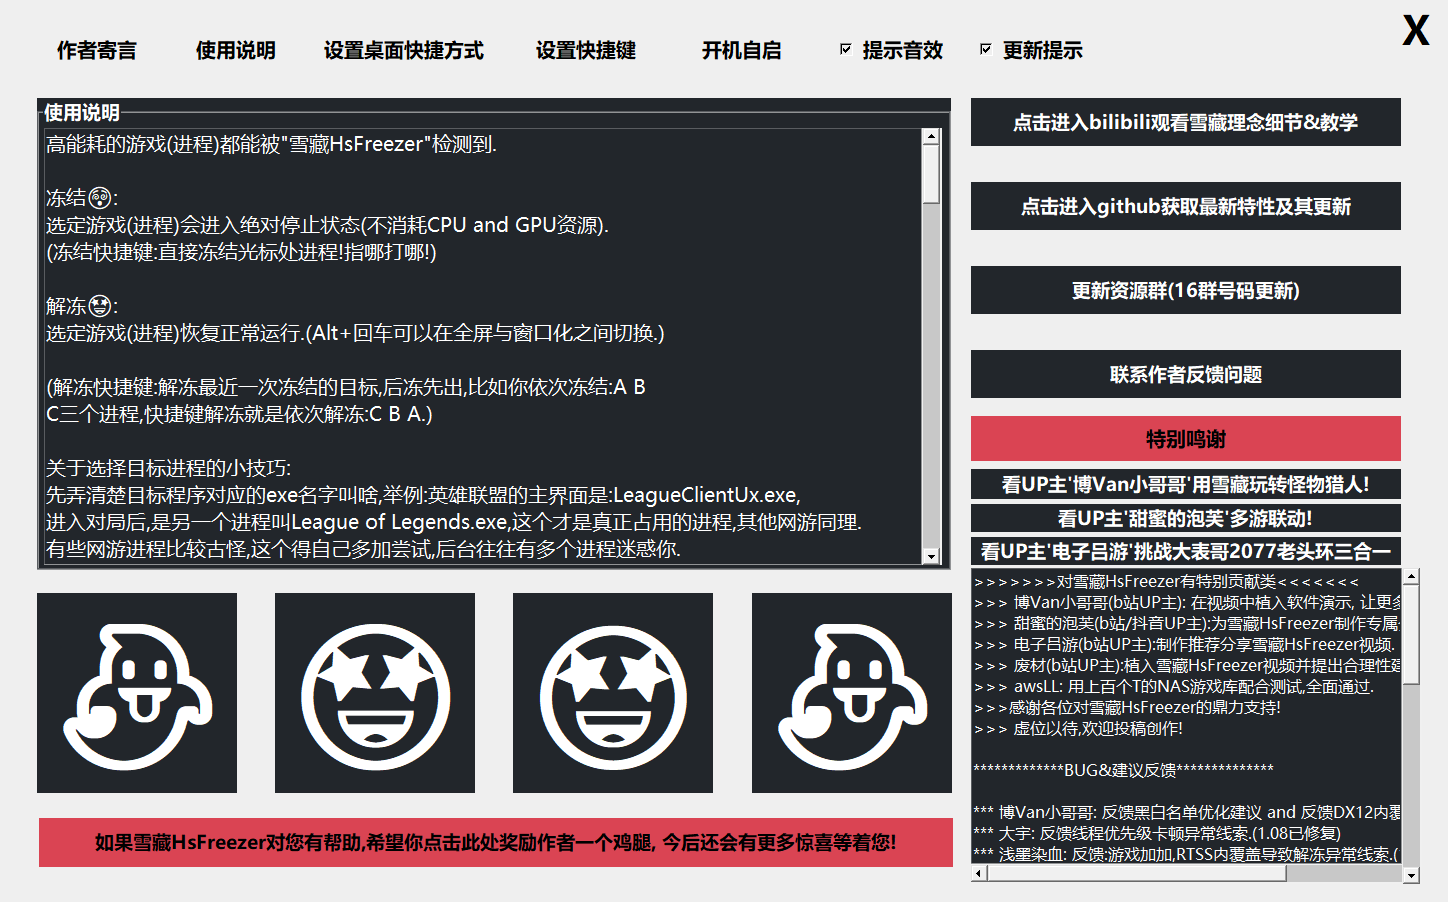 X
作者寄言 使用说明 设置桌面快捷方式 设置快捷键 开机自启 提示音效 更新提示
使用说明
高能耗的游戏(进程)都能被"雪藏HsFreezer"检测到.
冻结😵:
选定游戏(进程)会进入绝对停止状态(不消耗CPU and GPU资源).
(冻结快捷键:直接冻结光标处进程!指哪打哪!)
解冻🤩:
选定游戏(进程)恢复正常运行.(Alt+回车可以在全屏与窗口化之间切换.)
(解冻快捷键:解冻最近一次冻结的目标,后冻先出,比如你依次冻结:A B
C三个进程,快捷键解冻就是依次解冻:C B A.)
关于选择目标进程的小技巧:
先弄清楚目标程序对应的exe名字叫啥,举例:英雄联盟的主界面是:LeagueClientUx.exe,
进入对局后,是另一个进程叫League of Legends.exe,这个才是真正占用的进程,其他网游同理.
有些网游进程比较古怪,这个得自己多加尝试,后台往往有多个进程迷惑你.
如果雪藏HsFreezer对您有帮助,希望你点击此处奖励作者一个鸡腿, 今后还会有更多惊喜等着您!
点击进入bilibili观看雪藏理念细节&教学
点击进入github获取最新特性及其更新
更新资源群(16群号码更新)
联系作者反馈问题
特别鸣谢
看UP主'博Van小哥哥'用雪藏玩转怪物猎人!
看UP主'甜蜜的泡芙'多游联动!
看UP主'电子吕游'挑战大表哥2077老头环三合一
>>>>>>>对雪藏HsFreezer有特别贡献类<<<<<<<
>>> 博Van小哥哥(b站UP主): 在视频中植入软件演示, 让更多
>>> 甜蜜的泡芙(b站/抖音UP主):为雪藏HsFreezer制作专属
>>> 电子吕游(b站UP主):制作推荐分享雪藏HsFreezer视频.
>>> 废材(b站UP主):植入雪藏HsFreezer视频并提出合理性建
>>> awsLL: 用上百个T的NAS游戏库配合测试,全面通过.
>>>感谢各位对雪藏HsFreezer的鼎力支持!
>>> 虚位以待,欢迎投稿创作!
*************BUG&建议反馈**************
*** 博Van小哥哥: 反馈黑白名单优化建议 and 反馈DX12内覆
*** 大宇: 反馈线程优先级卡顿异常线索.(1.08已修复)
*** 浅墨染血: 反馈:游戏加加,RTSS内覆盖导致解冻异常线索.(